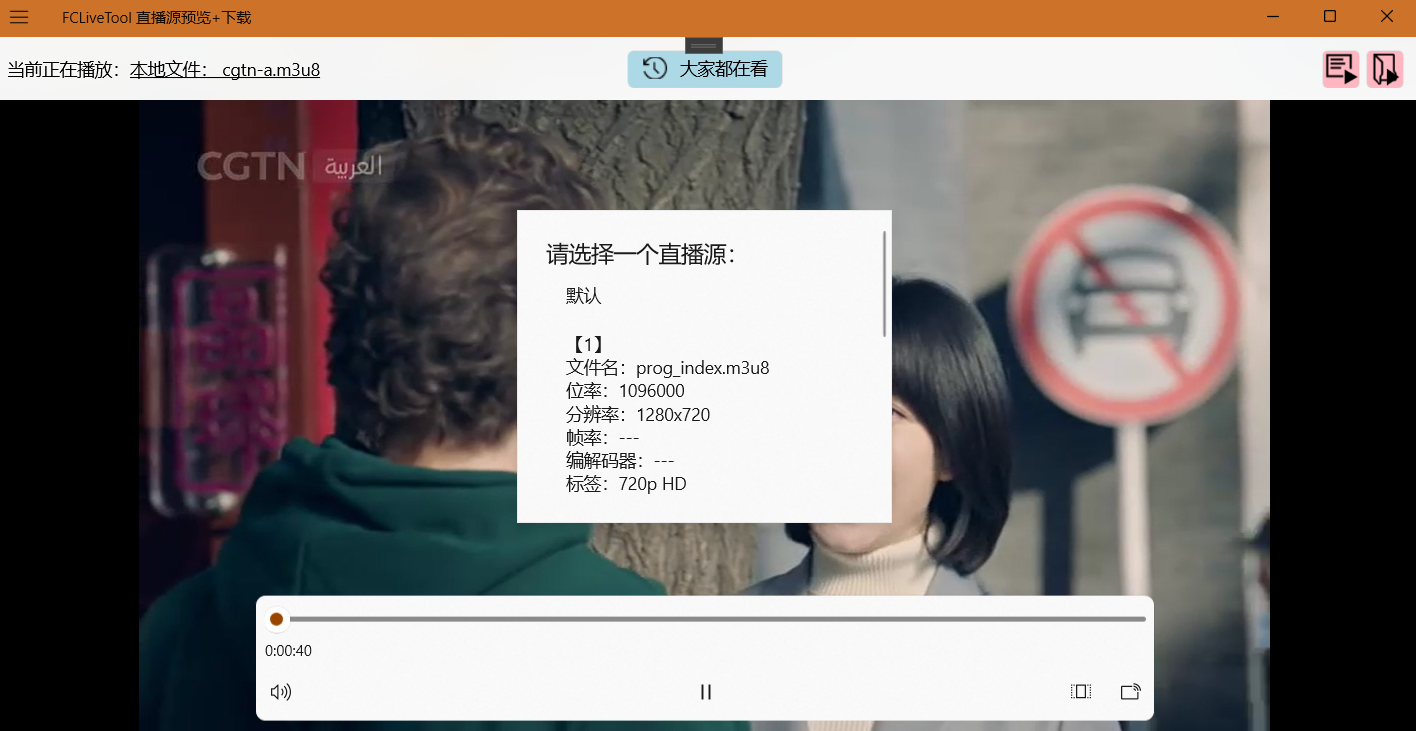 FCLiveTool 直播源预览+下载
当前正在播放：本地文件： cgtn-a.m3u8
大家都在看
CGTN العربية
请选择一个直播源：
默认
【1】
文件名：prog_index.m3u8
位率：1096000
分辨率：1280x720
帧率：---
编解码器：---
标签：720p HD
0:00:40